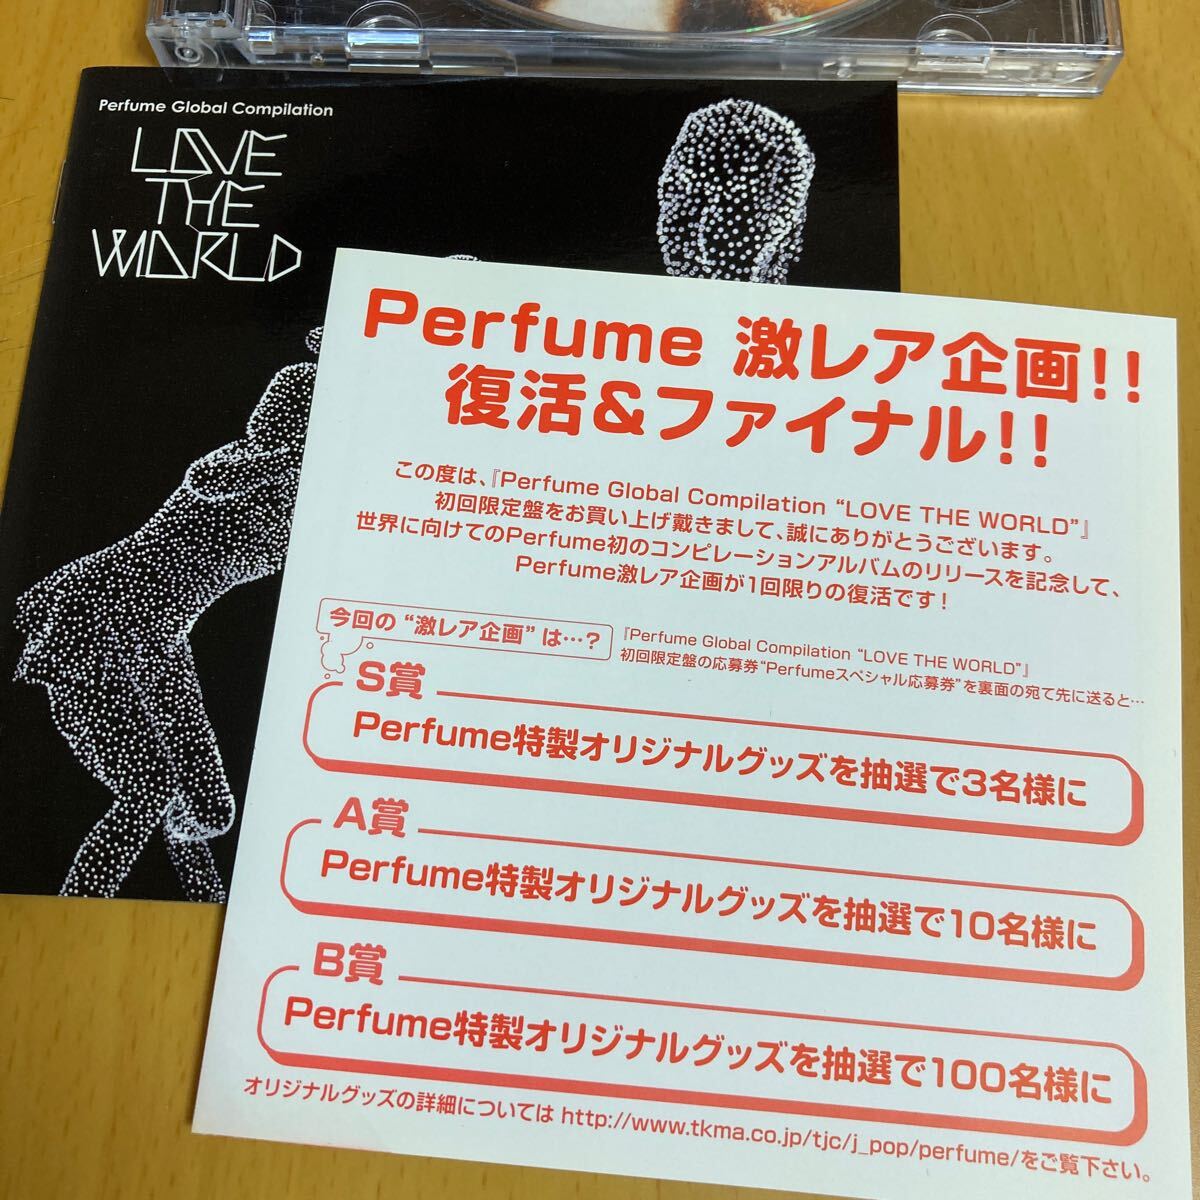 Perfume Global Compilation
LOVE
THE
WORLD
Perfume 激レア企画!!
復活&ファイナル!!
この度は、『Perfume Global Compilation “LOVE THE WORLD”』
初回限定盤をお買い上げ戴きまして、誠にありがとうございます。
世界に向けてのPerfume初のコンピレーションアルバムのリリースを記念して、
Perfume激レア企画が1回限りの復活です!
今回の “激レア企画” は…?
『Perfume Global Compilation “LOVE THE WORLD”』
初回限定盤の応募券“Perfumeスペシャル応募券”を裏面の宛て先に送ると…
S賞
Perfume特製オリジナルグッズを抽選で3名様に
A賞
Perfume特製オリジナルグッズを抽選で10名様に
B賞
Perfume特製オリジナルグッズを抽選で100名様に
オリジナルグッズの詳細については http://www.tkma.co.jp/tjc/j_pop/perfume/をご覧下さい。